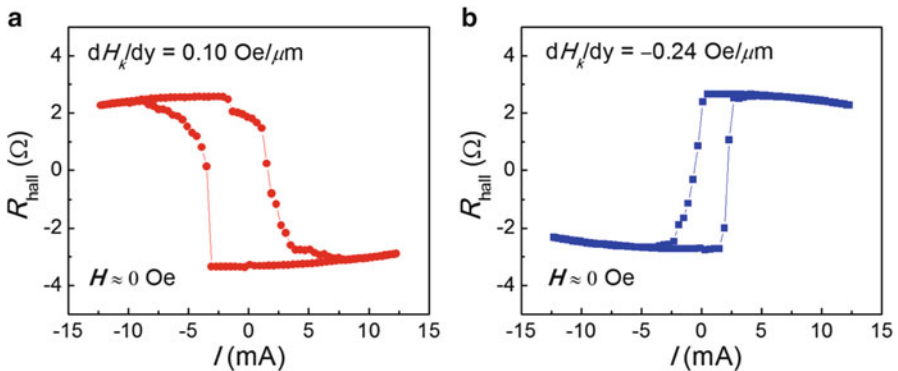 a
dH_k/dy = 0.10 Oe/μm
4
2
0
-2
-4
R_hall (Ω)
H ≈ 0 Oe
-15 -10 -5 0 5 10 15
I (mA)
b
dH_k/dy = −0.24 Oe/μm
4
2
0
-2
-4
R_hall (Ω)
H ≈ 0 Oe
-15 -10 -5 0 5 10 15
I (mA)